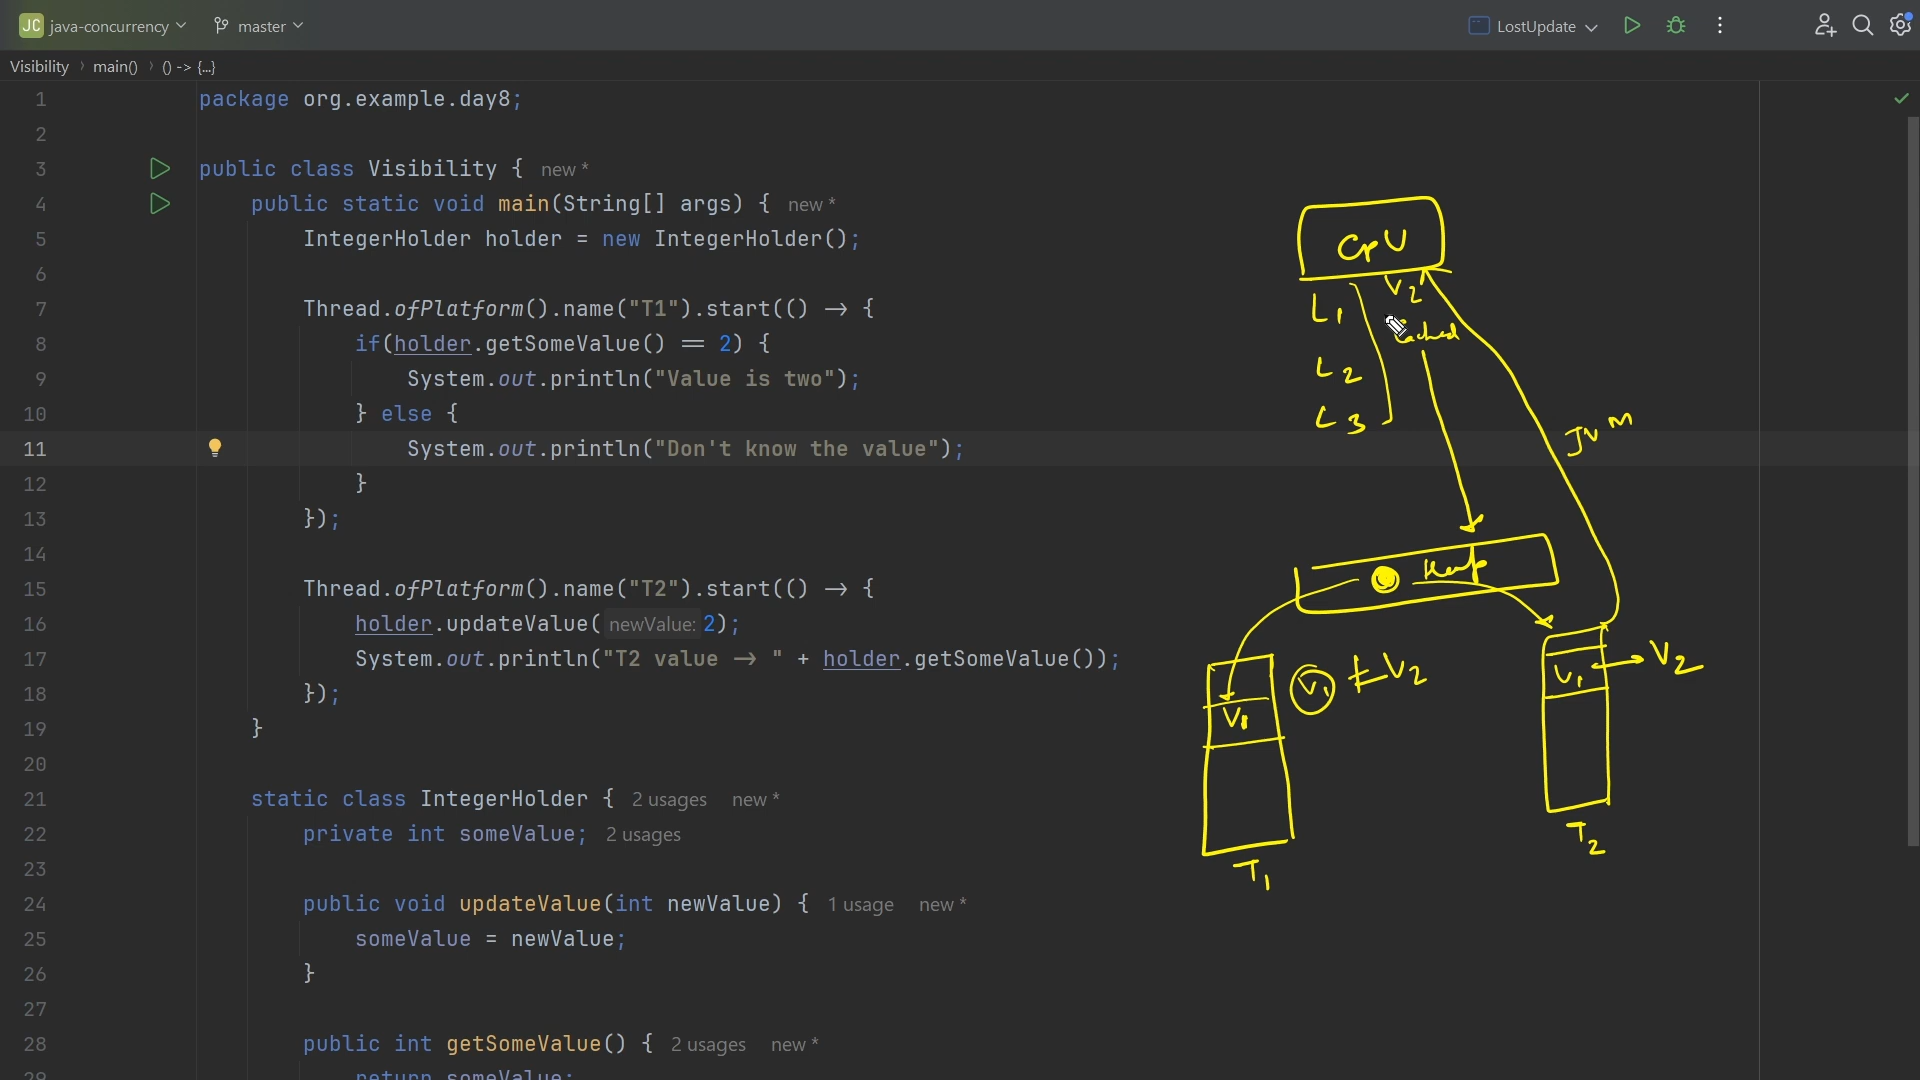 JC java-concurrency master LostUpdate
Visibility › main() › () -> {...}
1 package org.example.day8;
2
3 public class Visibility { new *
4 public static void main(String[] args) { new *
5 IntegerHolder holder = new IntegerHolder();
6
7 Thread.ofPlatform().name("T1").start(() → {
8 if(holder.getSomeValue() == 2) {
9 System.out.println("Value is two");
10 } else {
11 System.out.println("Don't know the value");
12 }
13 });
14
15 Thread.ofPlatform().name("T2").start(() → {
16 holder.updateValue( newValue: 2);
17 System.out.println("T2 value → " + holder.getSomeValue());
18 });
19 }
20
21 static class IntegerHolder { 2 usages new *
22 private int someValue; 2 usages
23
24 public void updateValue(int newValue) { 1 usage new *
25 someValue = newValue;
26 }
27
28 public int getSomeValue() { 2 usages new *
29 return someValue;
CPU
V2
L1
Cached
L2
L3
JVM
Heap
V1 ≠ V2
V1 → V2
V1
T2
T1